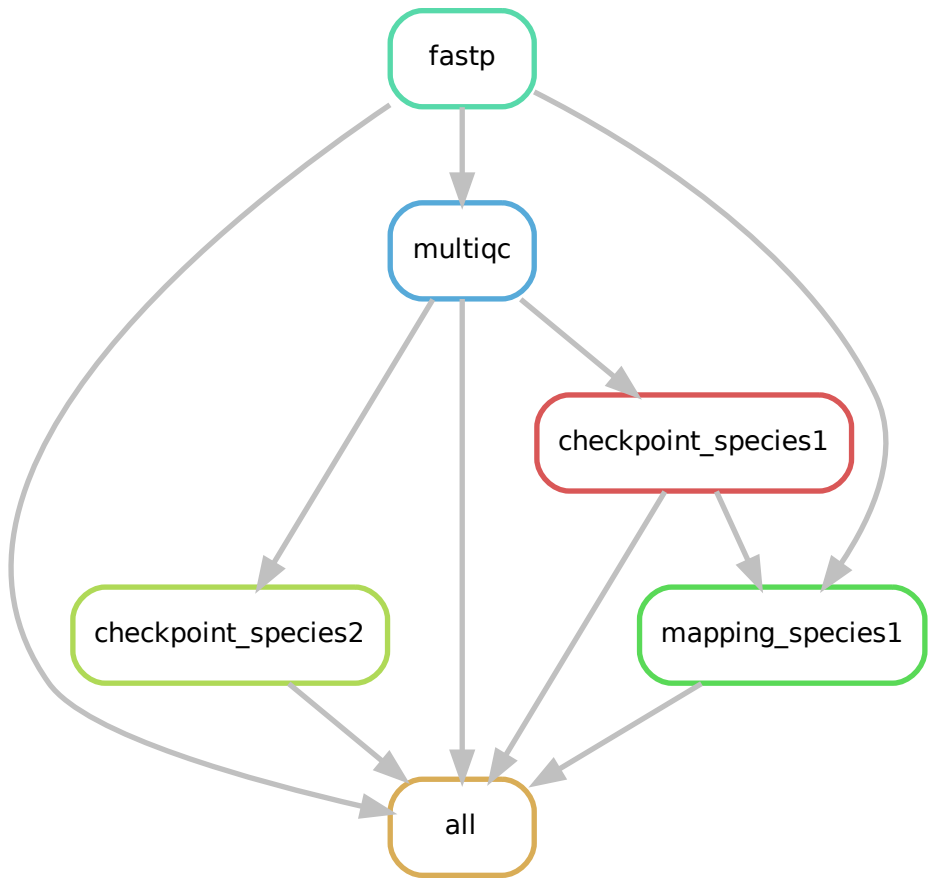 fastp
multiqc
checkpoint_species1
checkpoint_species2
mapping_species1
all